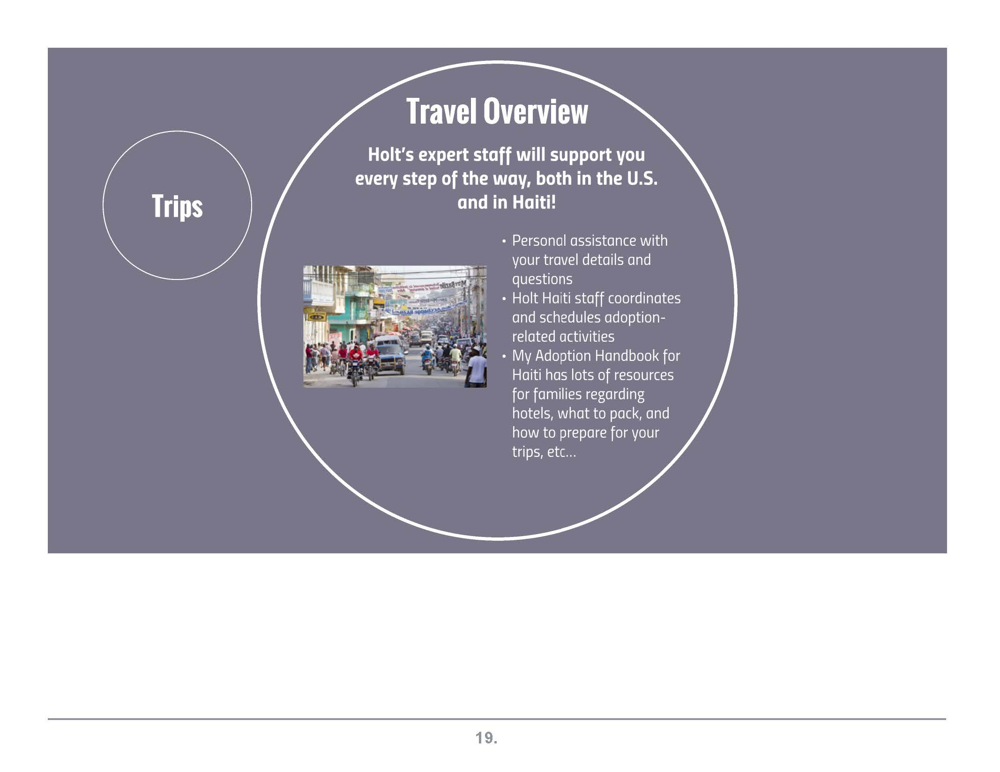 Travel Overview
Holt's expert staff will support you
every step of the way, both in the U.S.
and in Haiti!
Trips
• Personal assistance with
your travel details and
questions
• Holt Haiti staff coordinates
and schedules adoption-
related activities
• My Adoption Handbook for
Haiti has lots of resources
for families regarding
hotels, what to pack, and
how to prepare for your
trips, etc...
19.